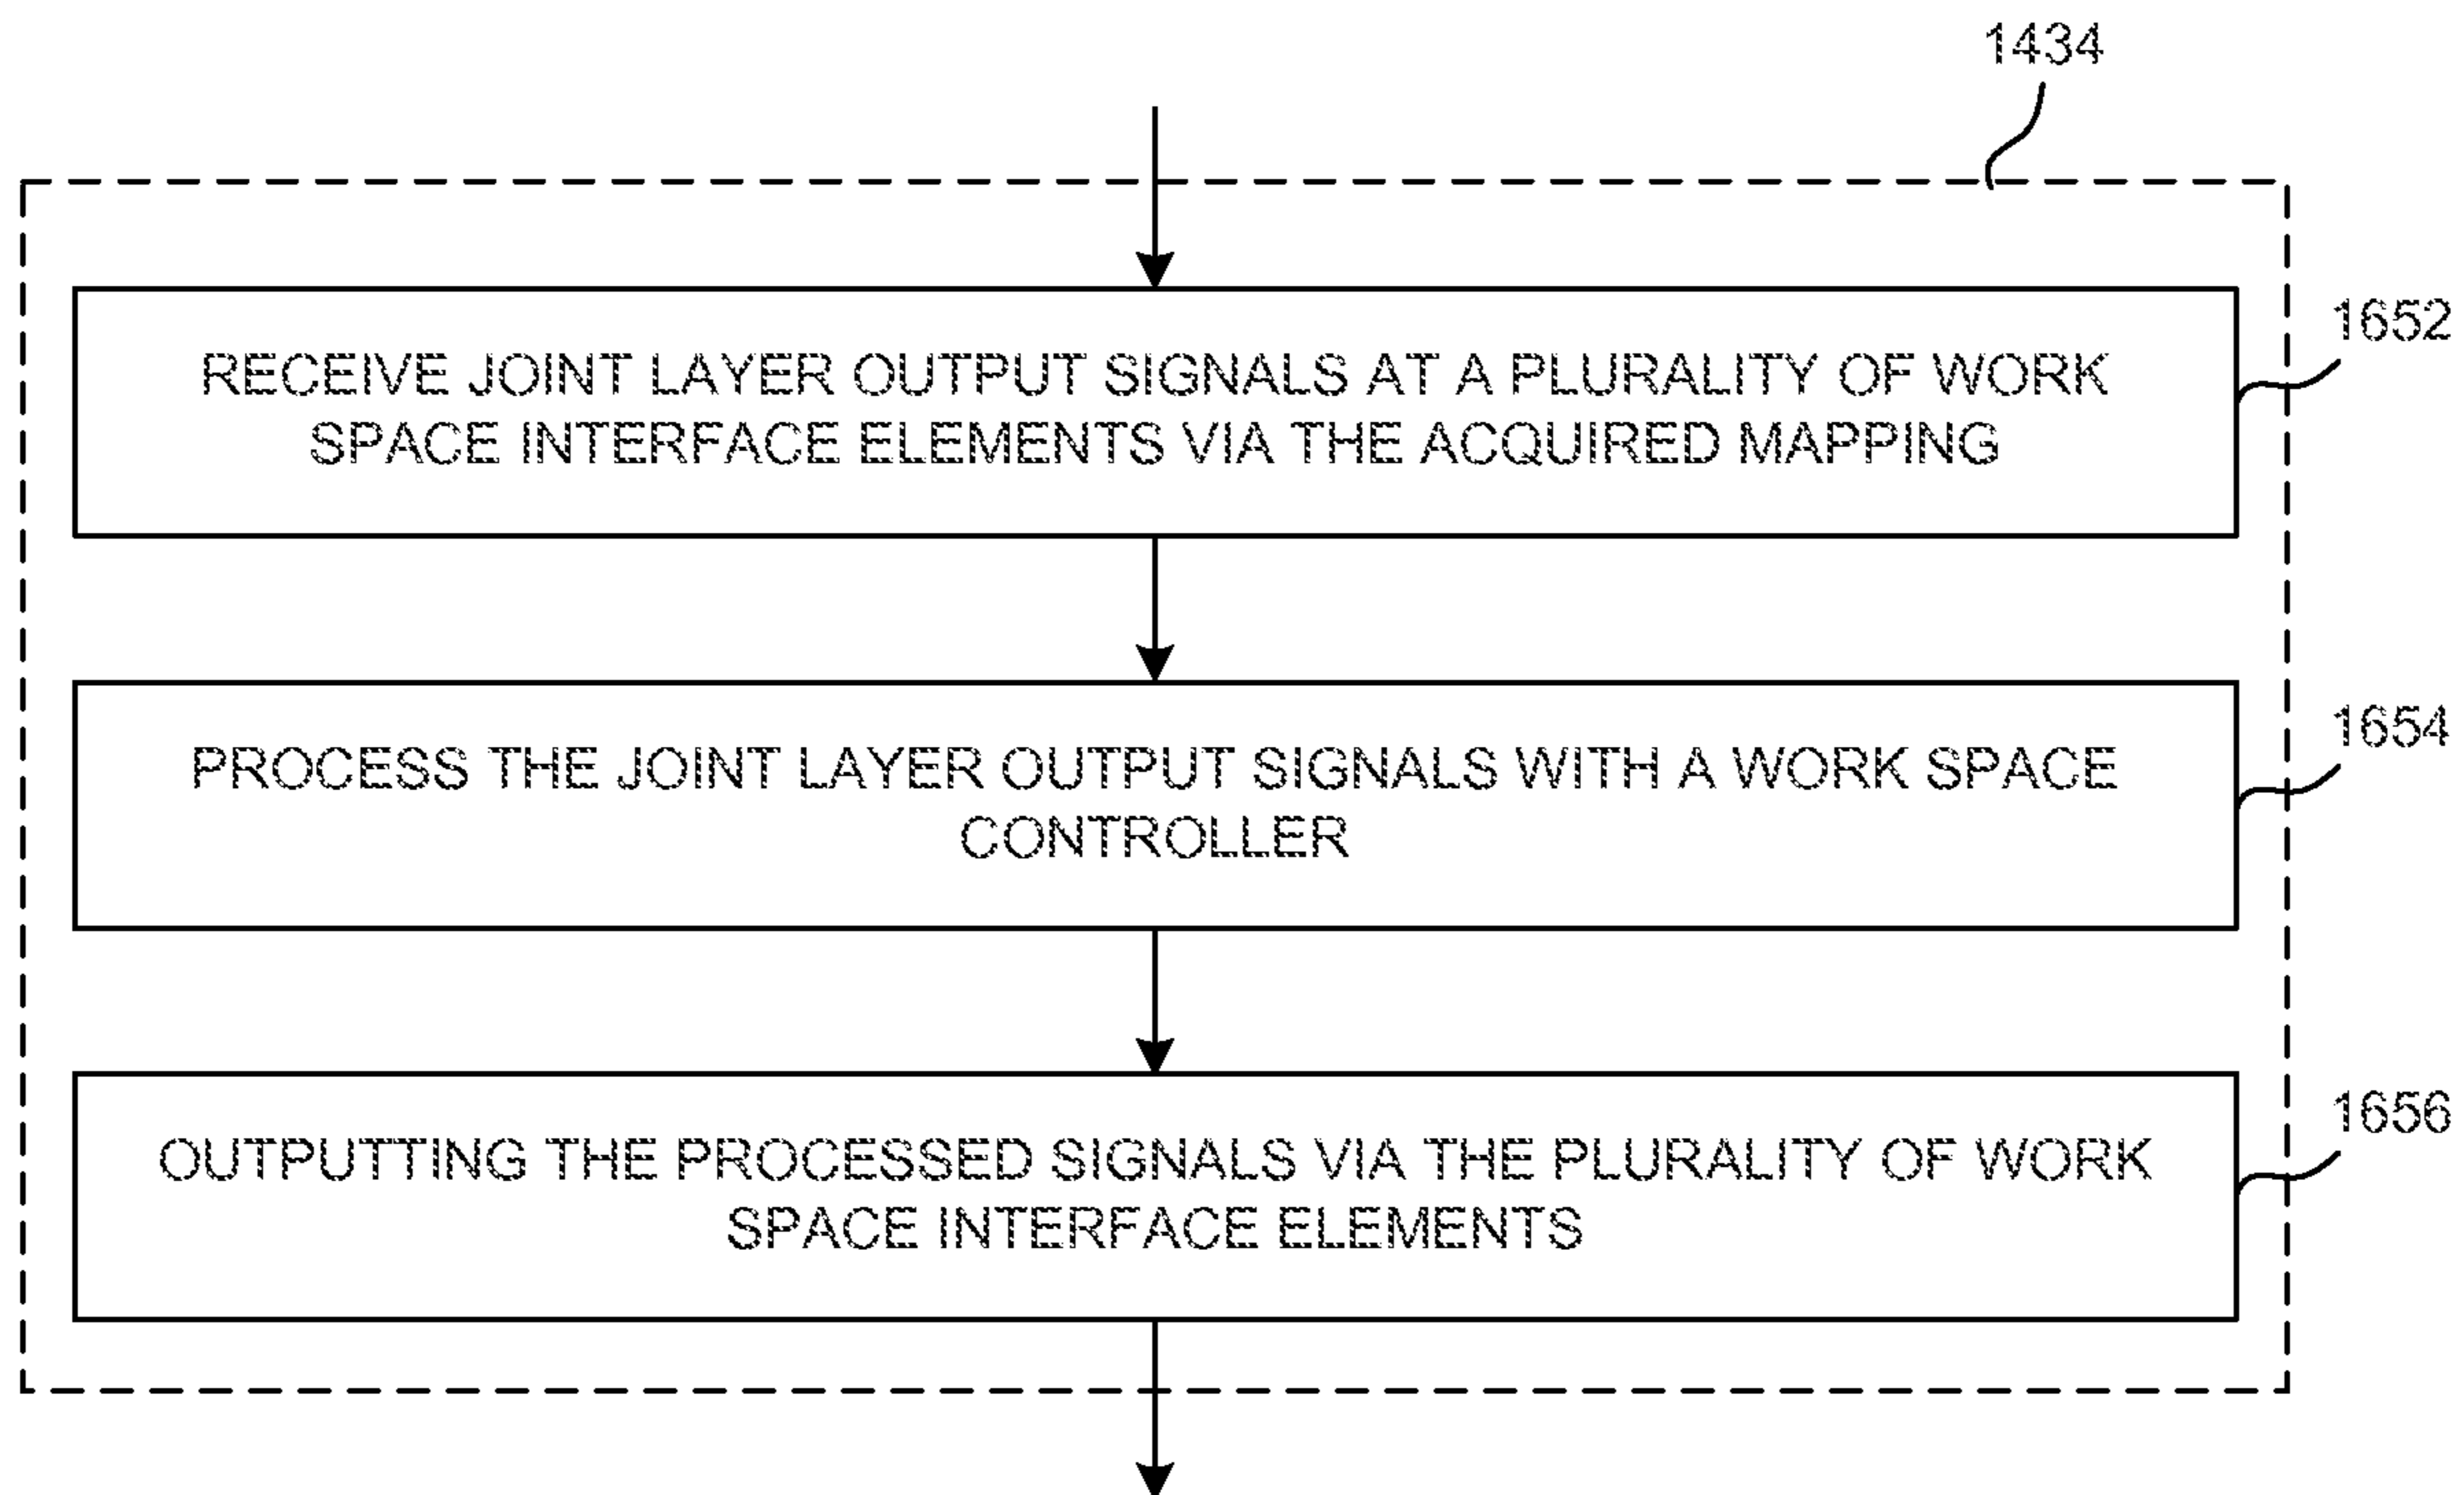 1434
RECEIVE JOINT LAYER OUTPUT SIGNALS AT A PLURALITY OF WORK
SPACE INTERFACE ELEMENTS VIA THE ACQUIRED MAPPING
1652
PROCESS THE JOINT LAYER OUTPUT SIGNALS WITH A WORK SPACE
CONTROLLER
1654
OUTPUTTING THE PROCESSED SIGNALS VIA THE PLURALITY OF WORK
SPACE INTERFACE ELEMENTS
1656